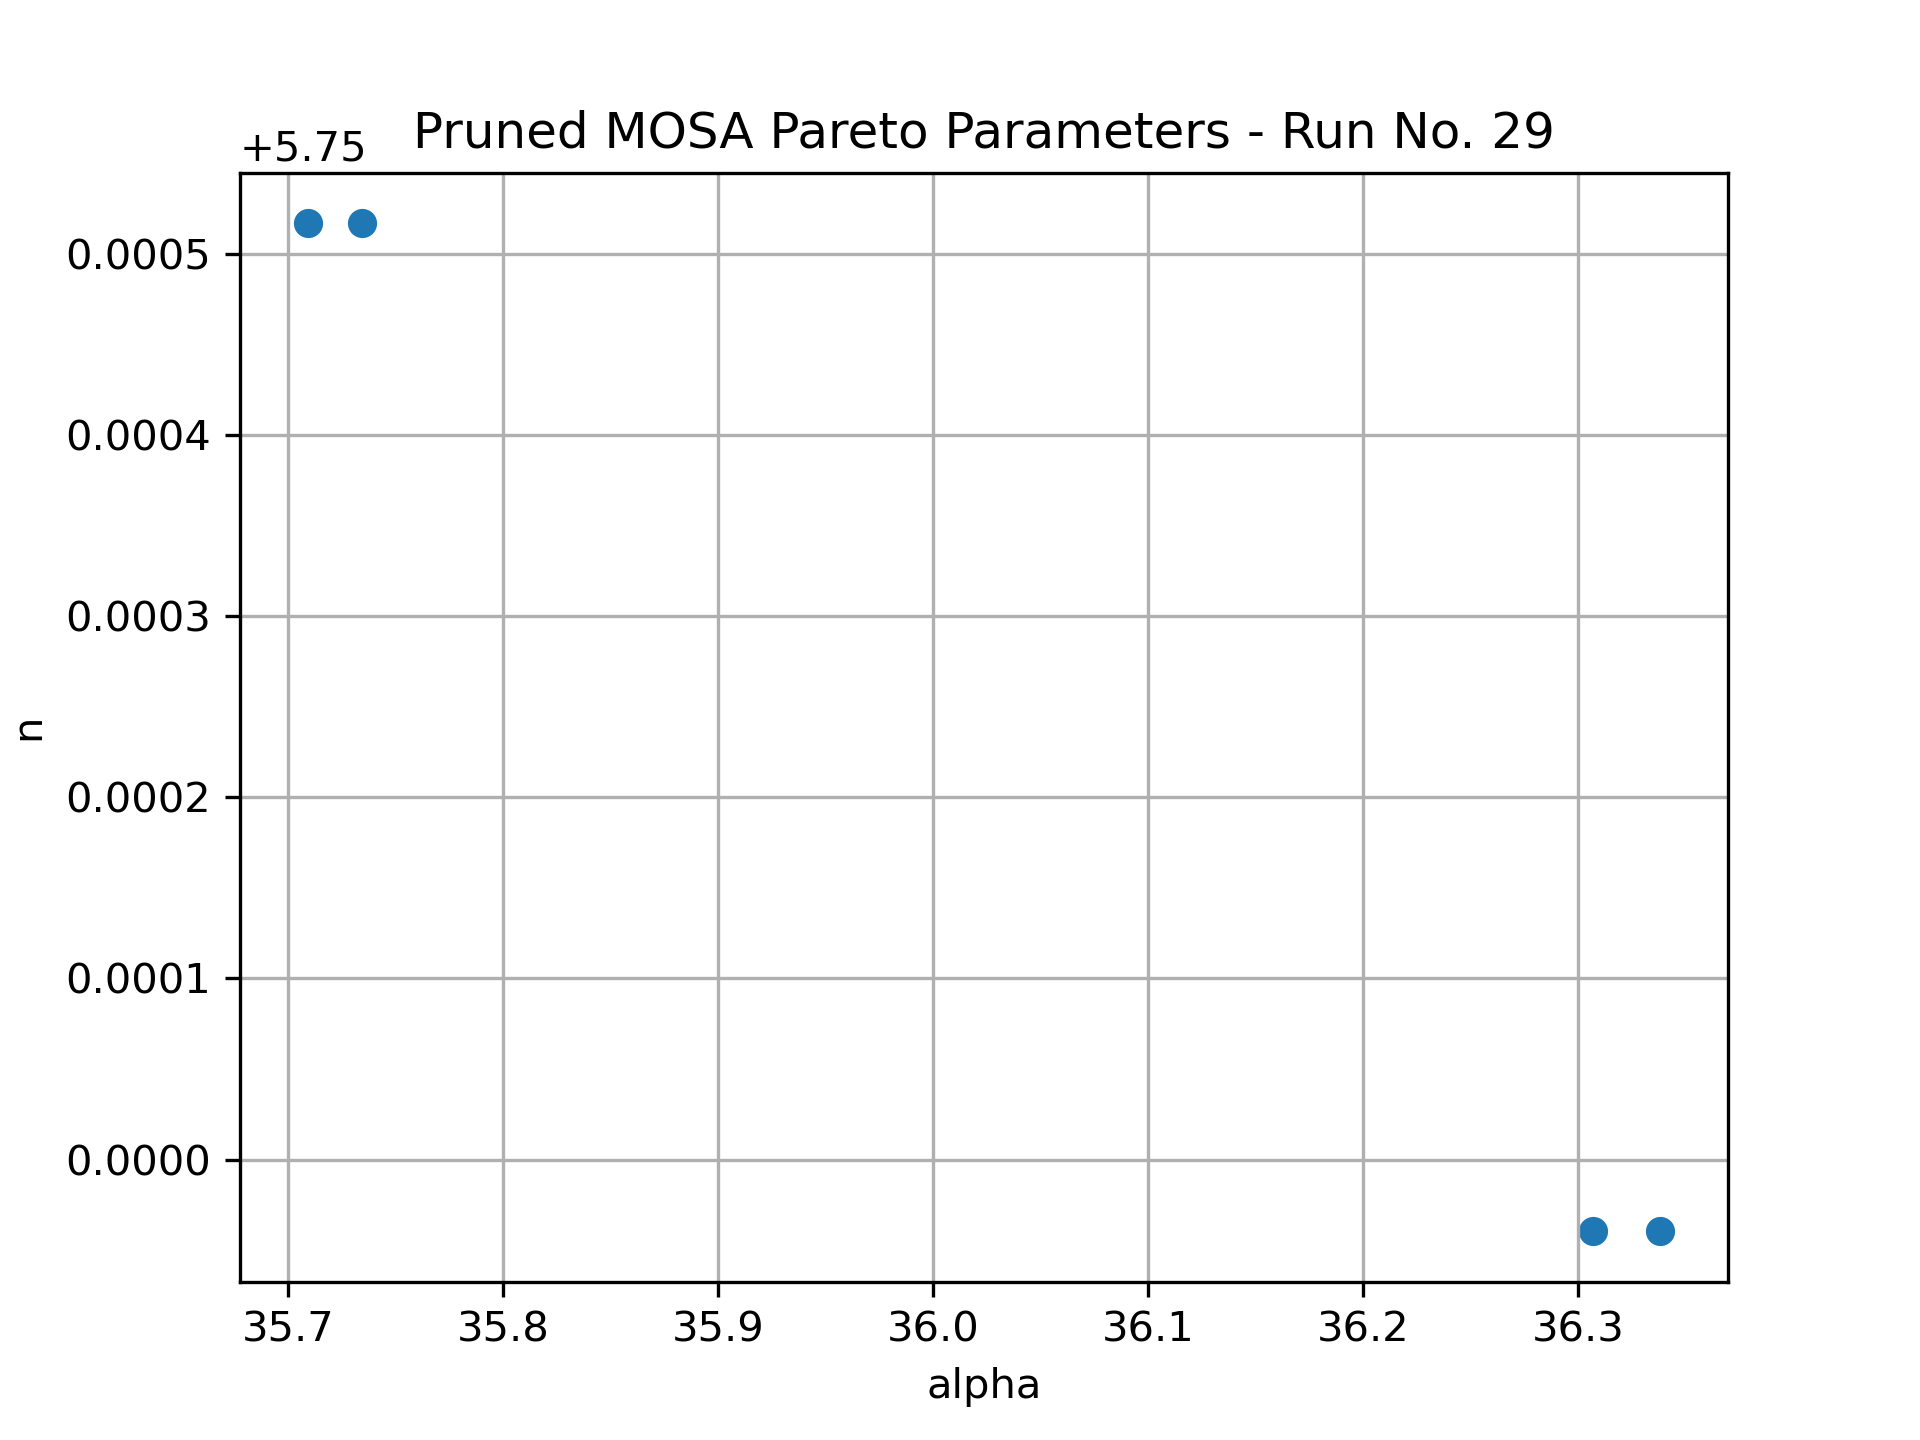 Pruned MOSA Pareto Parameters - Run No. 29
+5.75
0.0005
0.0004
0.0003
0.0002
0.0001
0.0000
n
35.7 35.8 35.9 36.0 36.1 36.2 36.3
alpha